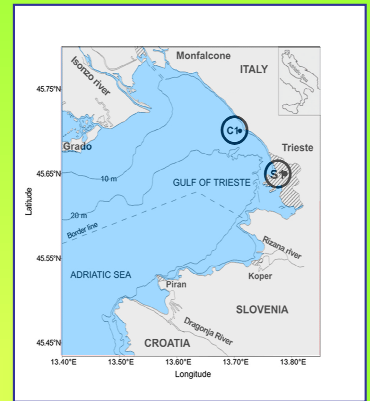 Monfalcone
ITALY
Isonzo river
45.75°N
C1
Grado
Trieste
45.65°N
S1
10 m
GULF OF TRIESTE
Latitude
20 m
Border line
45.55°N
Rizana river
ADRIATIC SEA
Koper
Piran
SLOVENIA
Dragonja River
45.45°N
CROATIA
13.40°E 13.50°E 13.60°E 13.70°E 13.80°E
Longitude